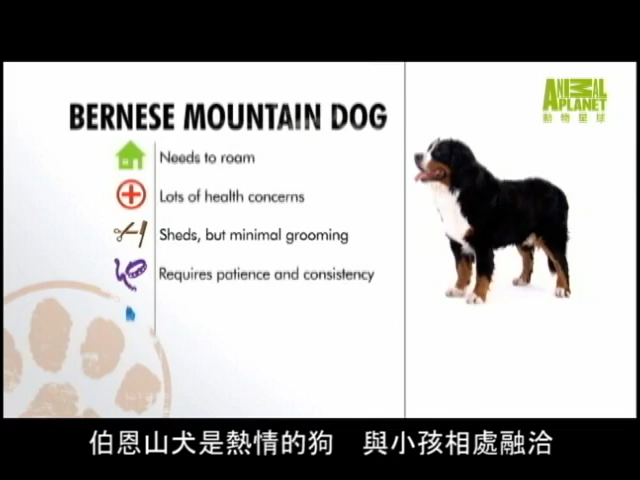 ANIMAL
PLANET
動物星球
BERNESE MOUNTAIN DOG
Needs to roam
Lots of health concerns
Sheds, but minimal grooming
Requires patience and consistency
伯恩山犬是熱情的狗 與小孩相處融洽